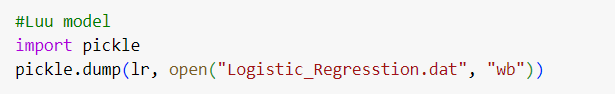 #Luu model
import pickle
pickle.dump(lr, open("Logistic_Regresstion.dat", "wb"))